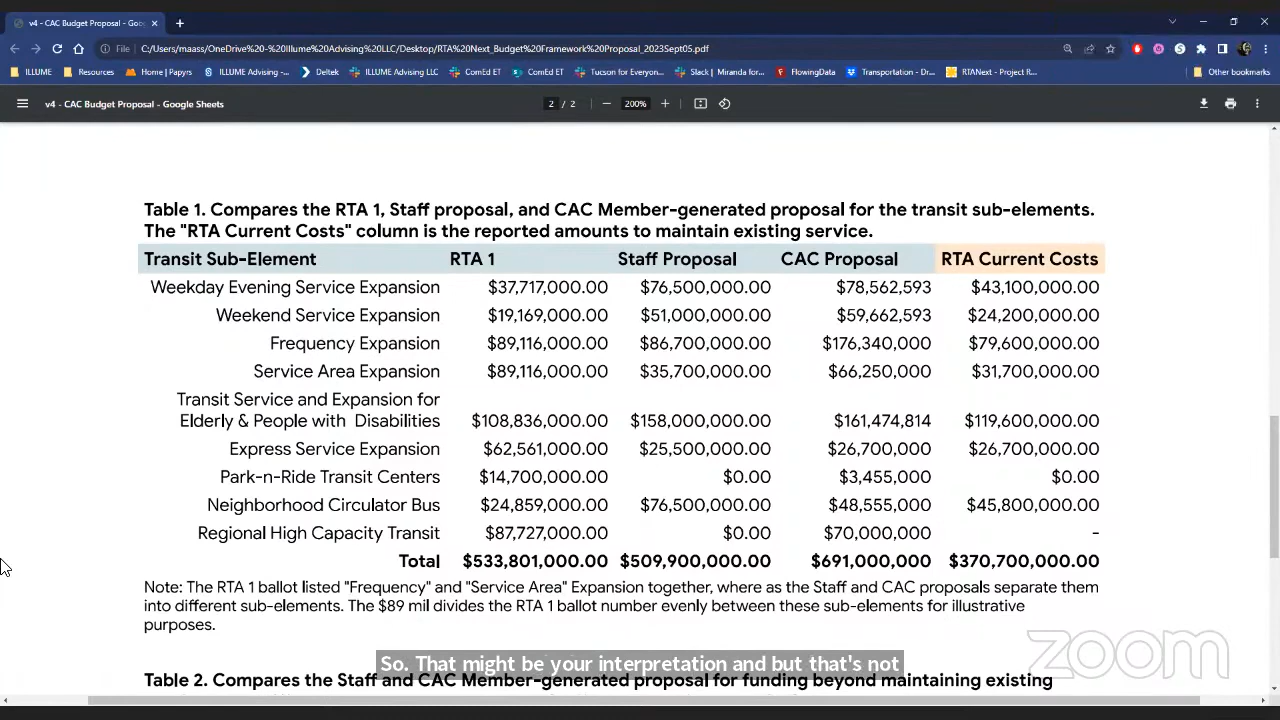 v4 - CAC Budget Proposal - Goo
File C:/Users/maass/OneDrive%20-%20Illume%20Advising%20LLC/Desktop/RTA%20Next_Budget%20Framework%20Proposal_2023Sept05.pdf
ILLUME Resources Home | Papyrs ILLUME Advising -... Deltek ILLUME Advising LLC ComEd ET ComEd ET Tucson for Everyon... Slack | Miranda for... FlowingData Transportation - Dr... RTANext - Project R... Other bookmarks
v4 - CAC Budget Proposal - Google Sheets 2 / 2 200%
Table 1. Compares the RTA 1, Staff proposal, and CAC Member-generated proposal for the transit sub-elements.
The "RTA Current Costs" column is the reported amounts to maintain existing service.
Transit Sub-Element RTA 1 Staff Proposal CAC Proposal RTA Current Costs
Weekday Evening Service Expansion $37,717,000.00 $76,500,000.00 $78,562,593 $43,100,000.00
Weekend Service Expansion $19,169,000.00 $51,000,000.00 $59,662,593 $24,200,000.00
Frequency Expansion $89,116,000.00 $86,700,000.00 $176,340,000 $79,600,000.00
Service Area Expansion $89,116,000.00 $35,700,000.00 $66,250,000 $31,700,000.00
Transit Service and Expansion for
Elderly & People with Disabilities $108,836,000.00 $158,000,000.00 $161,474,814 $119,600,000.00
Express Service Expansion $62,561,000.00 $25,500,000.00 $26,700,000 $26,700,000.00
Park-n-Ride Transit Centers $14,700,000.00 $0.00 $3,455,000 $0.00
Neighborhood Circulator Bus $24,859,000.00 $76,500,000.00 $48,555,000 $45,800,000.00
Regional High Capacity Transit $87,727,000.00 $0.00 $70,000,000 -
Total $533,801,000.00 $509,900,000.00 $691,000,000 $370,700,000.00
Note: The RTA 1 ballot listed "Frequency" and "Service Area" Expansion together, where as the Staff and CAC proposals separate them
into different sub-elements. The $89 mil divides the RTA 1 ballot number evenly between these sub-elements for illustrative
purposes.
zoom
So. That might be your interpretation and but that's not
Table 2. Compares the Staff and CAC Member-generated proposal for funding beyond maintaining existing